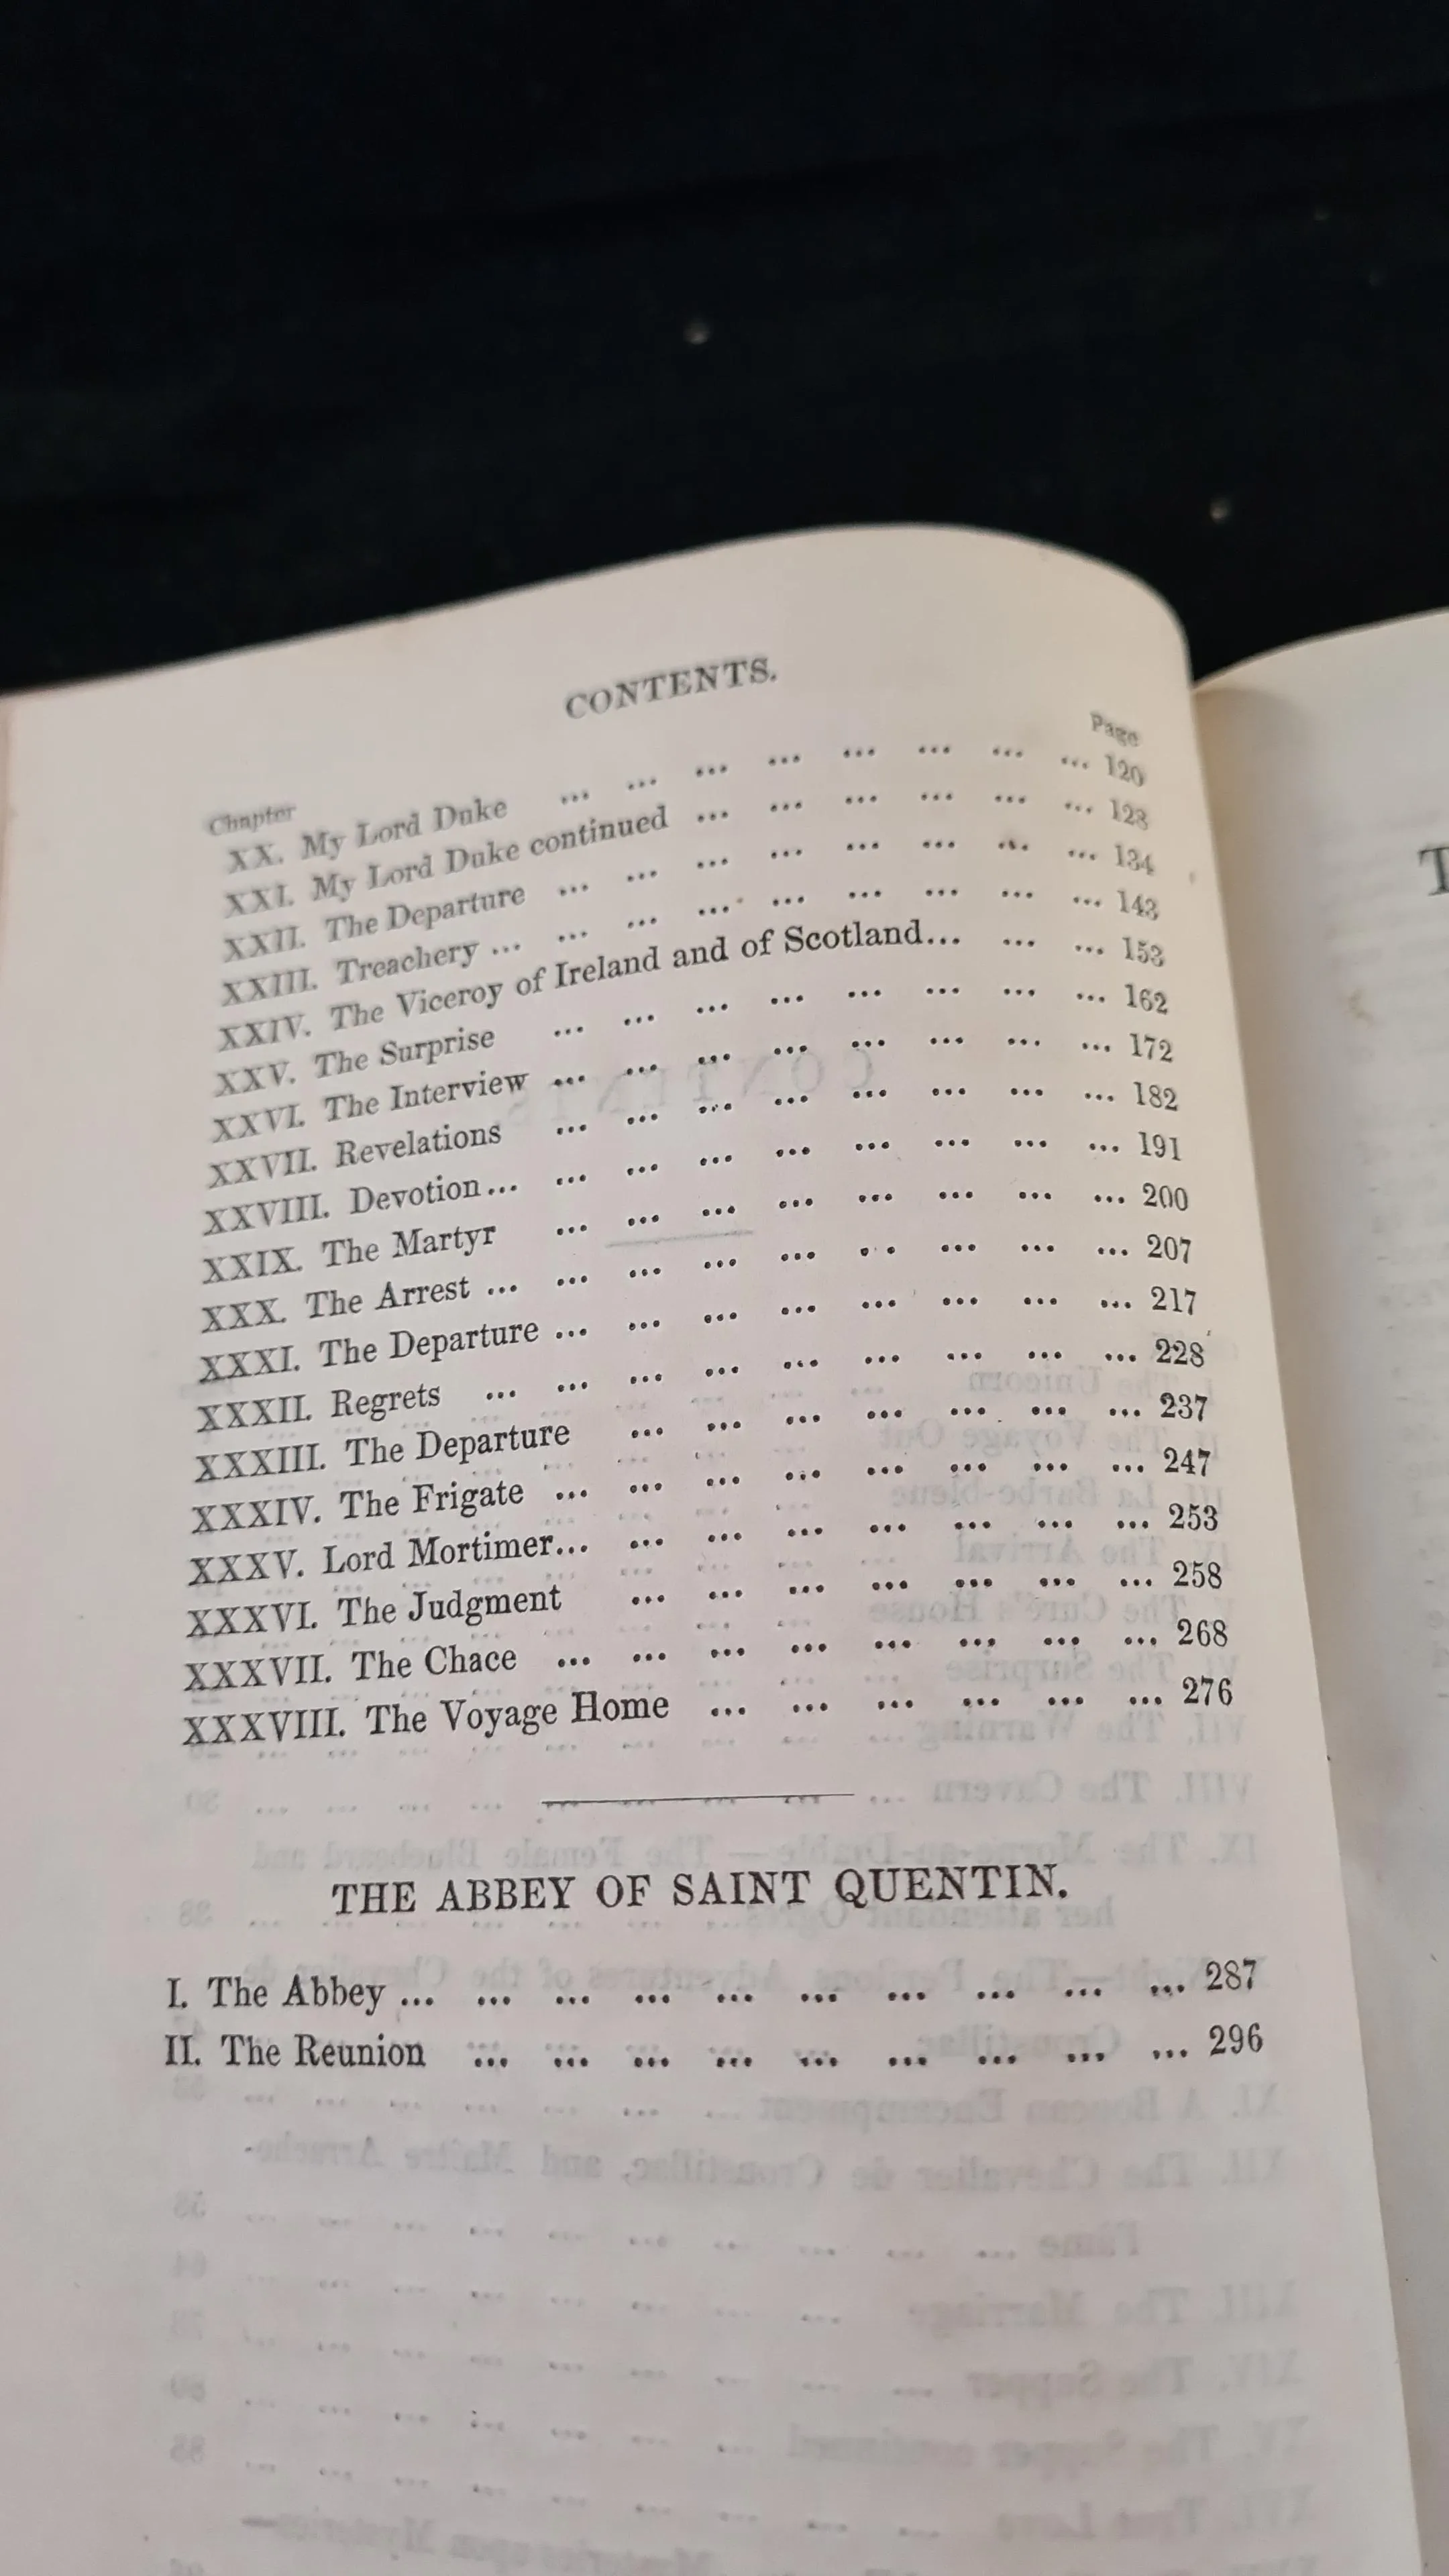 CONTENTS.
Chapter Page
XX. My Lord Duke ... ... ... ... ... ... ... ... 120
XXI. My Lord Duke continued ... ... ... ... ... ... 128
XXII. The Departure ... ... ... ... ... ... ... ... 134
XXIII. Treachery ... ... ... ... ... ... ... ... ... 143
XXIV. The Viceroy of Ireland and of Scotland... ... ... 153
XXV. The Surprise ... ... ... ... ... ... ... ... 162
XXVI. The Interview ... ... ... ... ... ... ... ... 172
XXVII. Revelations ... ... ... ... ... ... ... ... 182
XXVIII. Devotion... ... ... ... ... ... ... ... ... 191
XXIX. The Martyr ... ... ... ... ... ... ... ... 200
XXX. The Arrest ... ... ... ... ... ... ... ... ... 207
XXXI. The Departure ... ... ... ... ... ... ... ... 217
XXXII. Regrets ... ... ... ... ... ... ... ... ... 228
XXXIII. The Departure ... ... ... ... ... ... ... 237
XXXIV. The Frigate ... ... ... ... ... ... ... ... 247
XXXV. Lord Mortimer... ... ... ... ... ... ... ... 253
XXXVI. The Judgment ... ... ... ... ... ... ... 258
XXXVII. The Chace ... ... ... ... ... ... ... ... 268
XXXVIII. The Voyage Home ... ... ... ... ... ... 276
THE ABBEY OF SAINT QUENTIN.
I. The Abbey ... ... ... ... ... ... ... ... ... ... 287
II. The Reunion ... ... ... ... ... ... ... ... ... 296